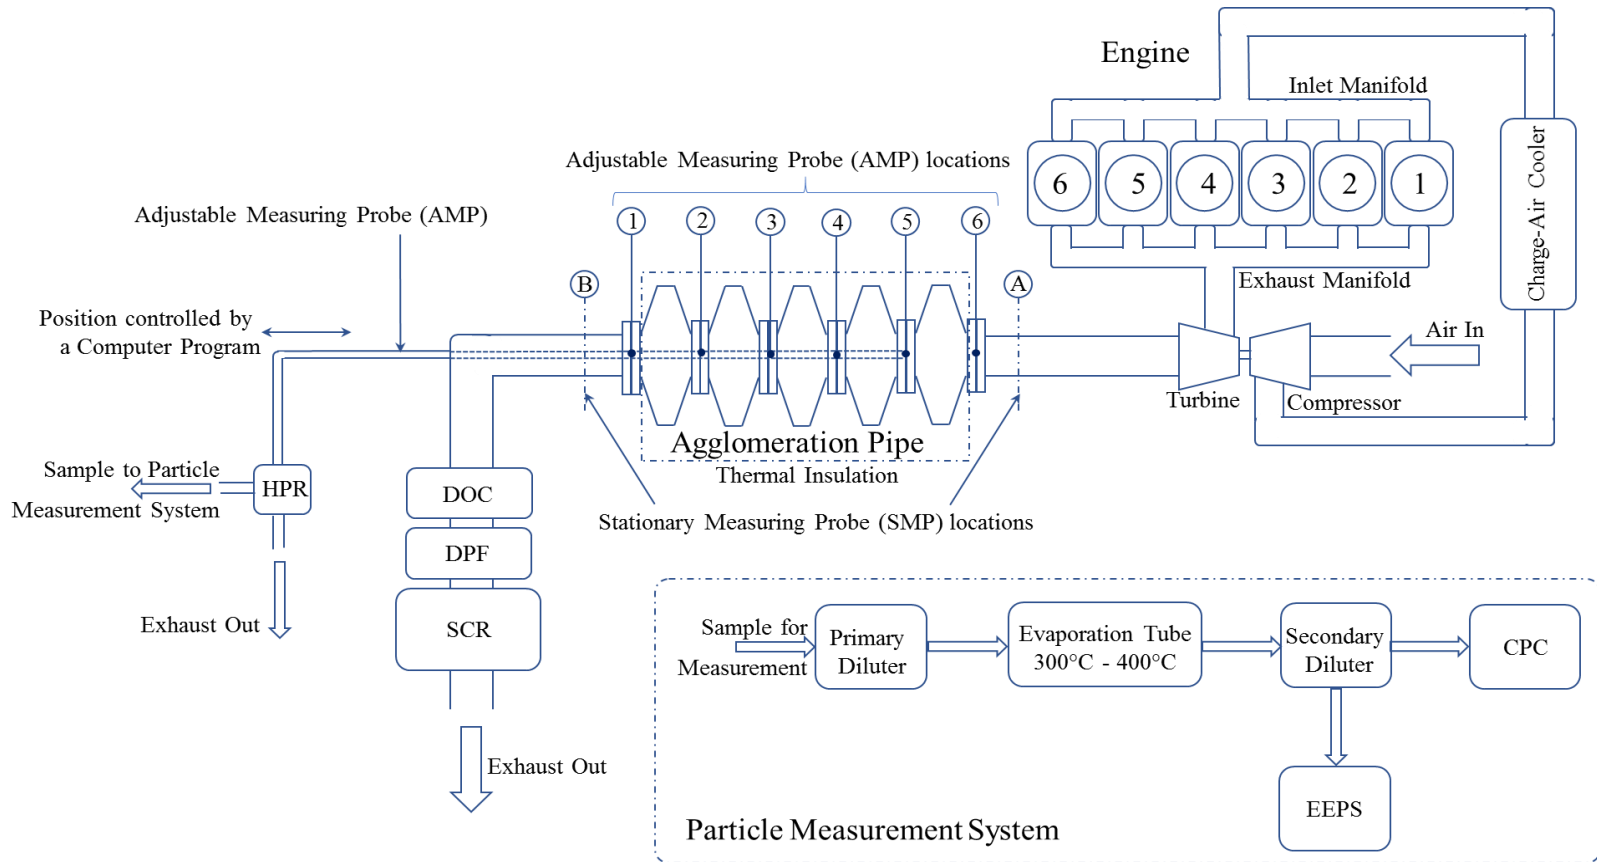 Engine
Inlet Manifold
6 5 4 3 2 1
Exhaust Manifold
Charge-Air Cooler
Air In
Turbine
Compressor
Adjustable Measuring Probe (AMP) locations
1 2 3 4 5 6
Adjustable Measuring Probe (AMP)
B
A
Position controlled by
a Computer Program
Agglomeration Pipe
Thermal Insulation
Stationary Measuring Probe (SMP) locations
Sample to Particle
Measurement System
HPR
Exhaust Out
DOC
DPF
SCR
Exhaust Out
Sample for
Measurement
Primary
Diluter
Evaporation Tube
300°C - 400°C
Secondary
Diluter
CPC
EEPS
Particle Measurement System